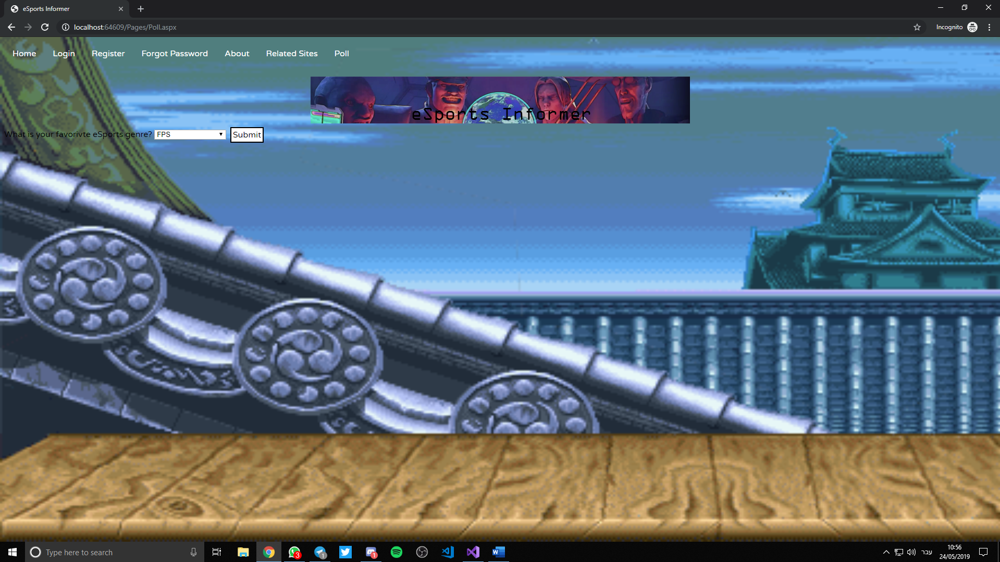 eSports Informer
localhost:64609/Pages/Poll.aspx
Incognito
Home Login Register Forgot Password About Related Sites Poll
eSports Informer
What is your favorivte eSports genre? FPS Submit
Type here to search
3
1
1
עבר
10:56
24/05/2019